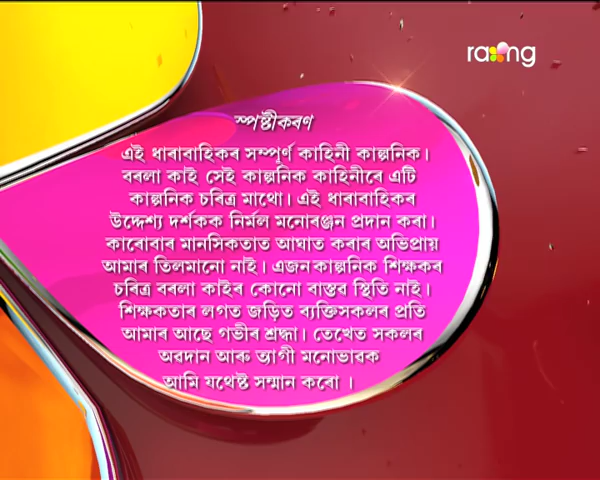 rang
স্পষ্টীকৰণ
এই ধাৰাবাহিকৰ সম্পূৰ্ণ কাহিনী কাল্পনিক।
বৰলা কাই সেই কাল্পনিক কাহিনীৰে এটি
কাল্পনিক চৰিত্ৰ মাথো। এই ধাৰাবাহিকৰ
উদ্দেশ্য দৰ্শকক নিৰ্মল মনোৰঞ্জন প্ৰদান কৰা।
কাৰোবাৰ মানসিকতাত আঘাত কৰাৰ অভিপ্ৰায়
আমাৰ তিলমানো নাই। এজন কাল্পনিক শিক্ষকৰ
চৰিত্ৰ বৰলা কাইৰ কোনো বাস্তৱ স্থিতি নাই।
শিক্ষকতাৰ লগত জড়িত ব্যক্তিসকলৰ প্ৰতি
আমাৰ আছে গভীৰ শ্ৰদ্ধা। তেখেত সকলৰ
অৱদান আৰু ত্যাগী মনোভাৱক
আমি যথেষ্ট সন্মান কৰো ।